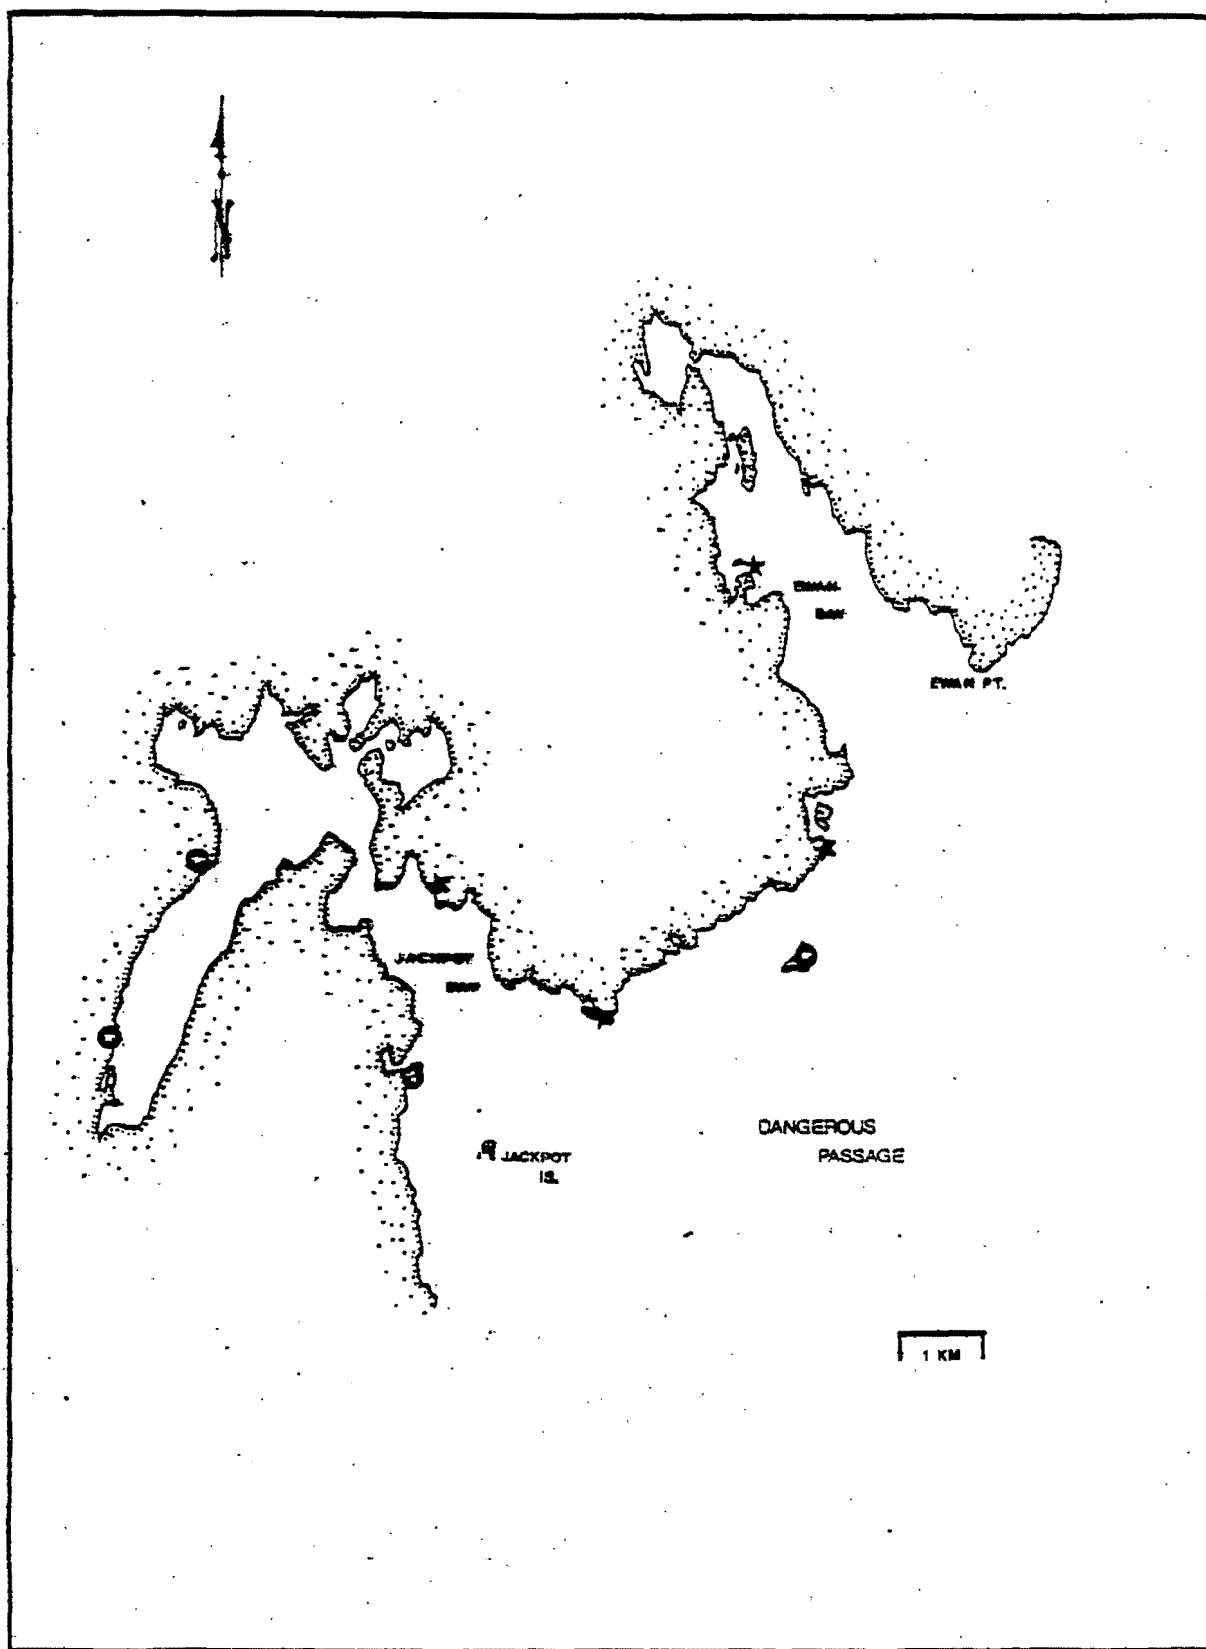 N
EWAN
BAY
EWAN PT.
JACKPOT
BAY
JACKPOT
IS.
DANGEROUS
PASSAGE
1 KM